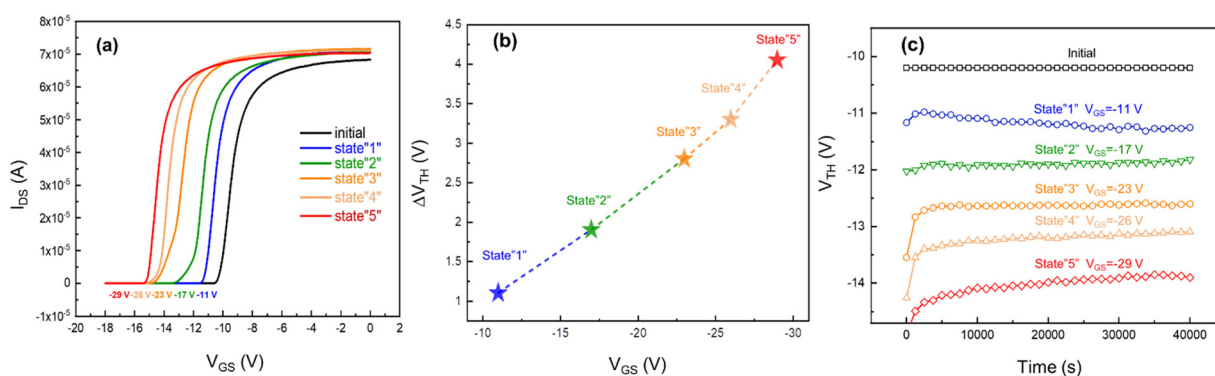 (a)
I_DS (A)
8x10⁻⁵
7x10⁻⁵
6x10⁻⁵
5x10⁻⁵
4x10⁻⁵
3x10⁻⁵
2x10⁻⁵
1x10⁻⁵
0
-1x10⁻⁵
initial
state"1"
state"2"
state"3"
state"4"
state"5"
-29 V -26 V -23 V -17 V -11 V
-20 -18 -16 -14 -12 -10 -8 -6 -4 -2 0 2
V_GS (V)
(b)
ΔV_TH (V)
4.5
4
3.5
3
2.5
2
1.5
1
State"5"
State"4"
State"3"
State"2"
State"1"
-10 -15 -20 -25 -30
V_GS (V)
(c)
V_TH (V)
-10
-11
-12
-13
-14
Initial
State"1" V_GS=-11 V
State"2" V_GS=-17 V
State"3" V_GS=-23 V
State"4" V_GS=-26 V
State"5" V_GS=-29 V
0 10000 20000 30000 40000
Time (s)